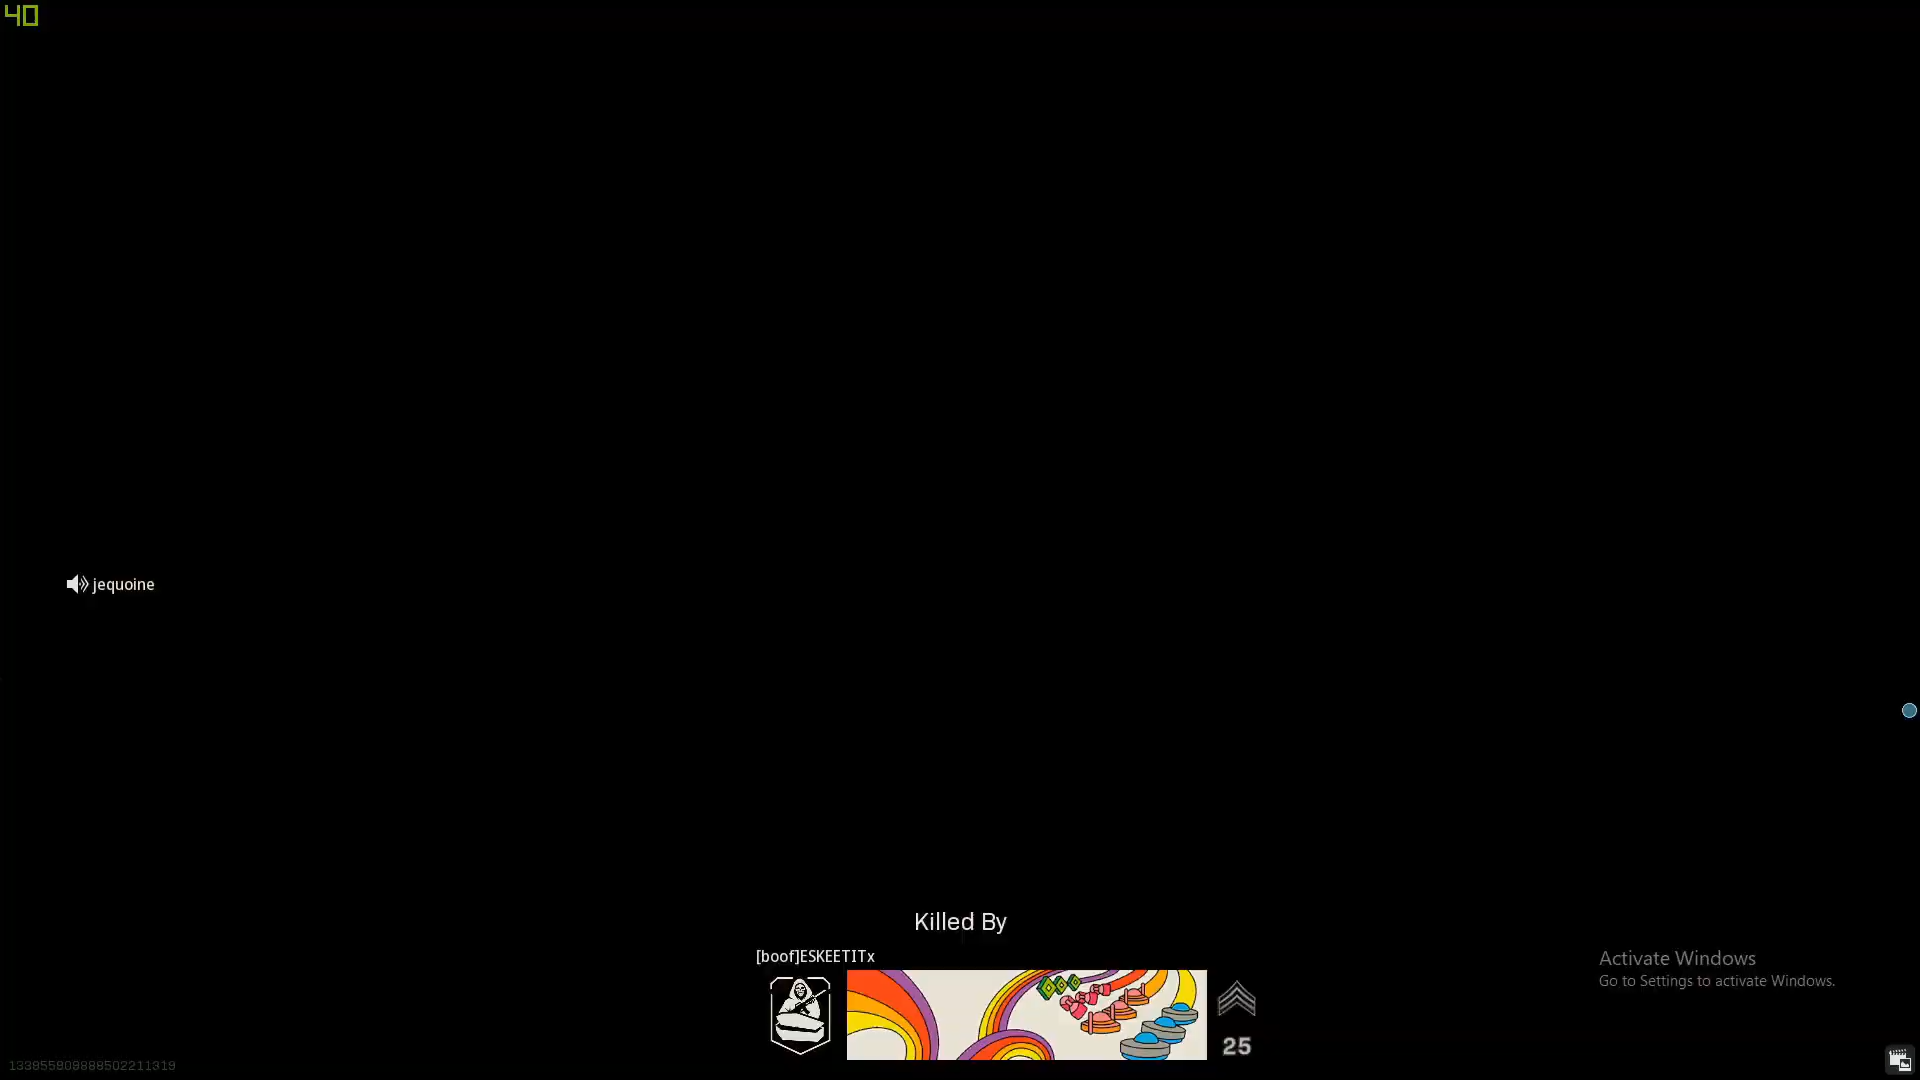 40
jequoine
Killed By
[boof]ESKEETITx
25
Activate Windows
Go to Settings to activate Windows.